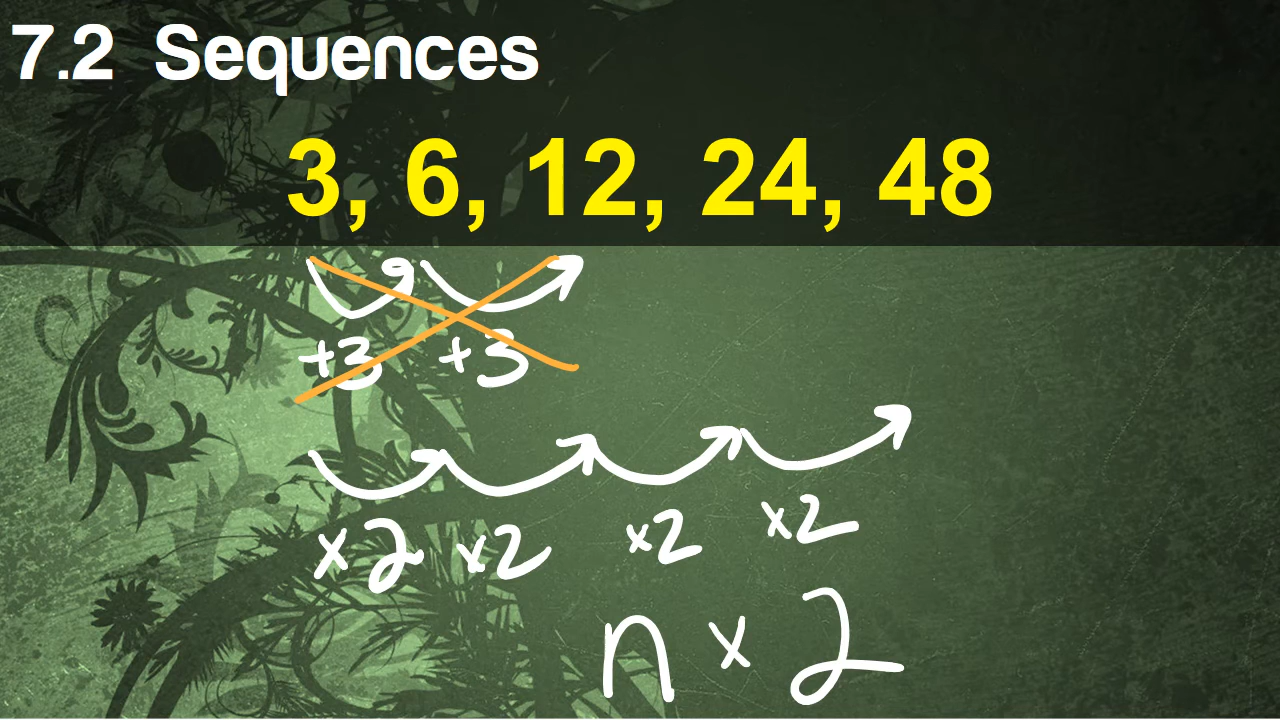 7.2 Sequences
3, 6, 12, 24, 48
+3 +3
x2 x2 x2 x2
n x 2